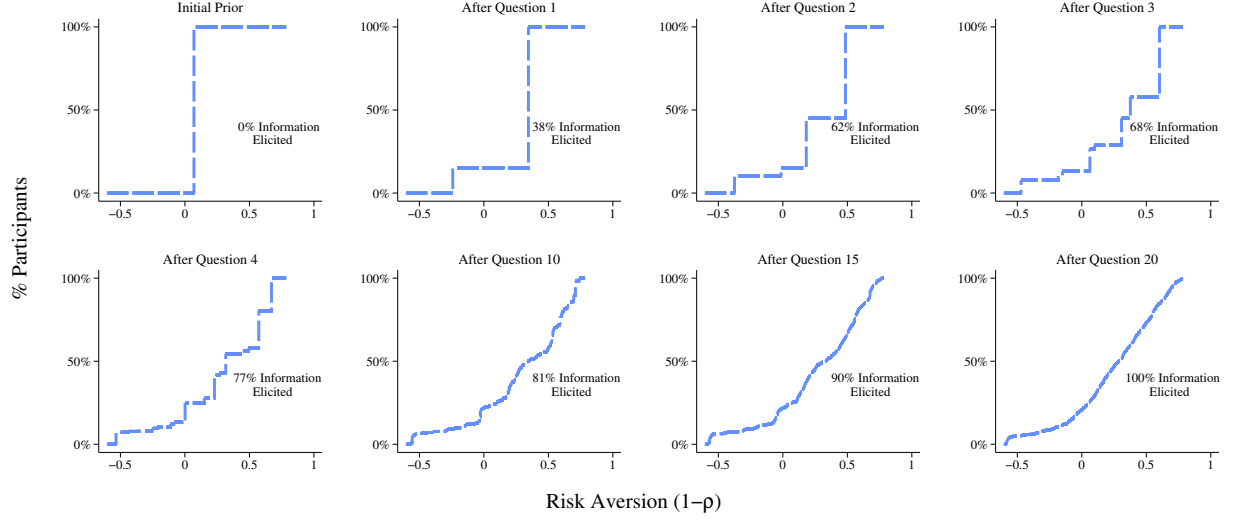 Initial Prior
After Question 1
After Question 2
After Question 3
100%
50%
0%
−0.5
0
0.5
1
0% Information
Elicited
100%
50%
0%
−0.5
0
0.5
1
38% Information
Elicited
100%
50%
0%
−0.5
0
0.5
1
62% Information
Elicited
100%
50%
0%
−0.5
0
0.5
1
68% Information
Elicited
% Participants
After Question 4
After Question 10
After Question 15
After Question 20
100%
50%
0%
−0.5
0
0.5
1
77% Information
Elicited
100%
50%
0%
−0.5
0
0.5
1
81% Information
Elicited
100%
50%
0%
−0.5
0
0.5
1
90% Information
Elicited
100%
50%
0%
−0.5
0
0.5
1
100% Information
Elicited
Risk Aversion (1−ρ)